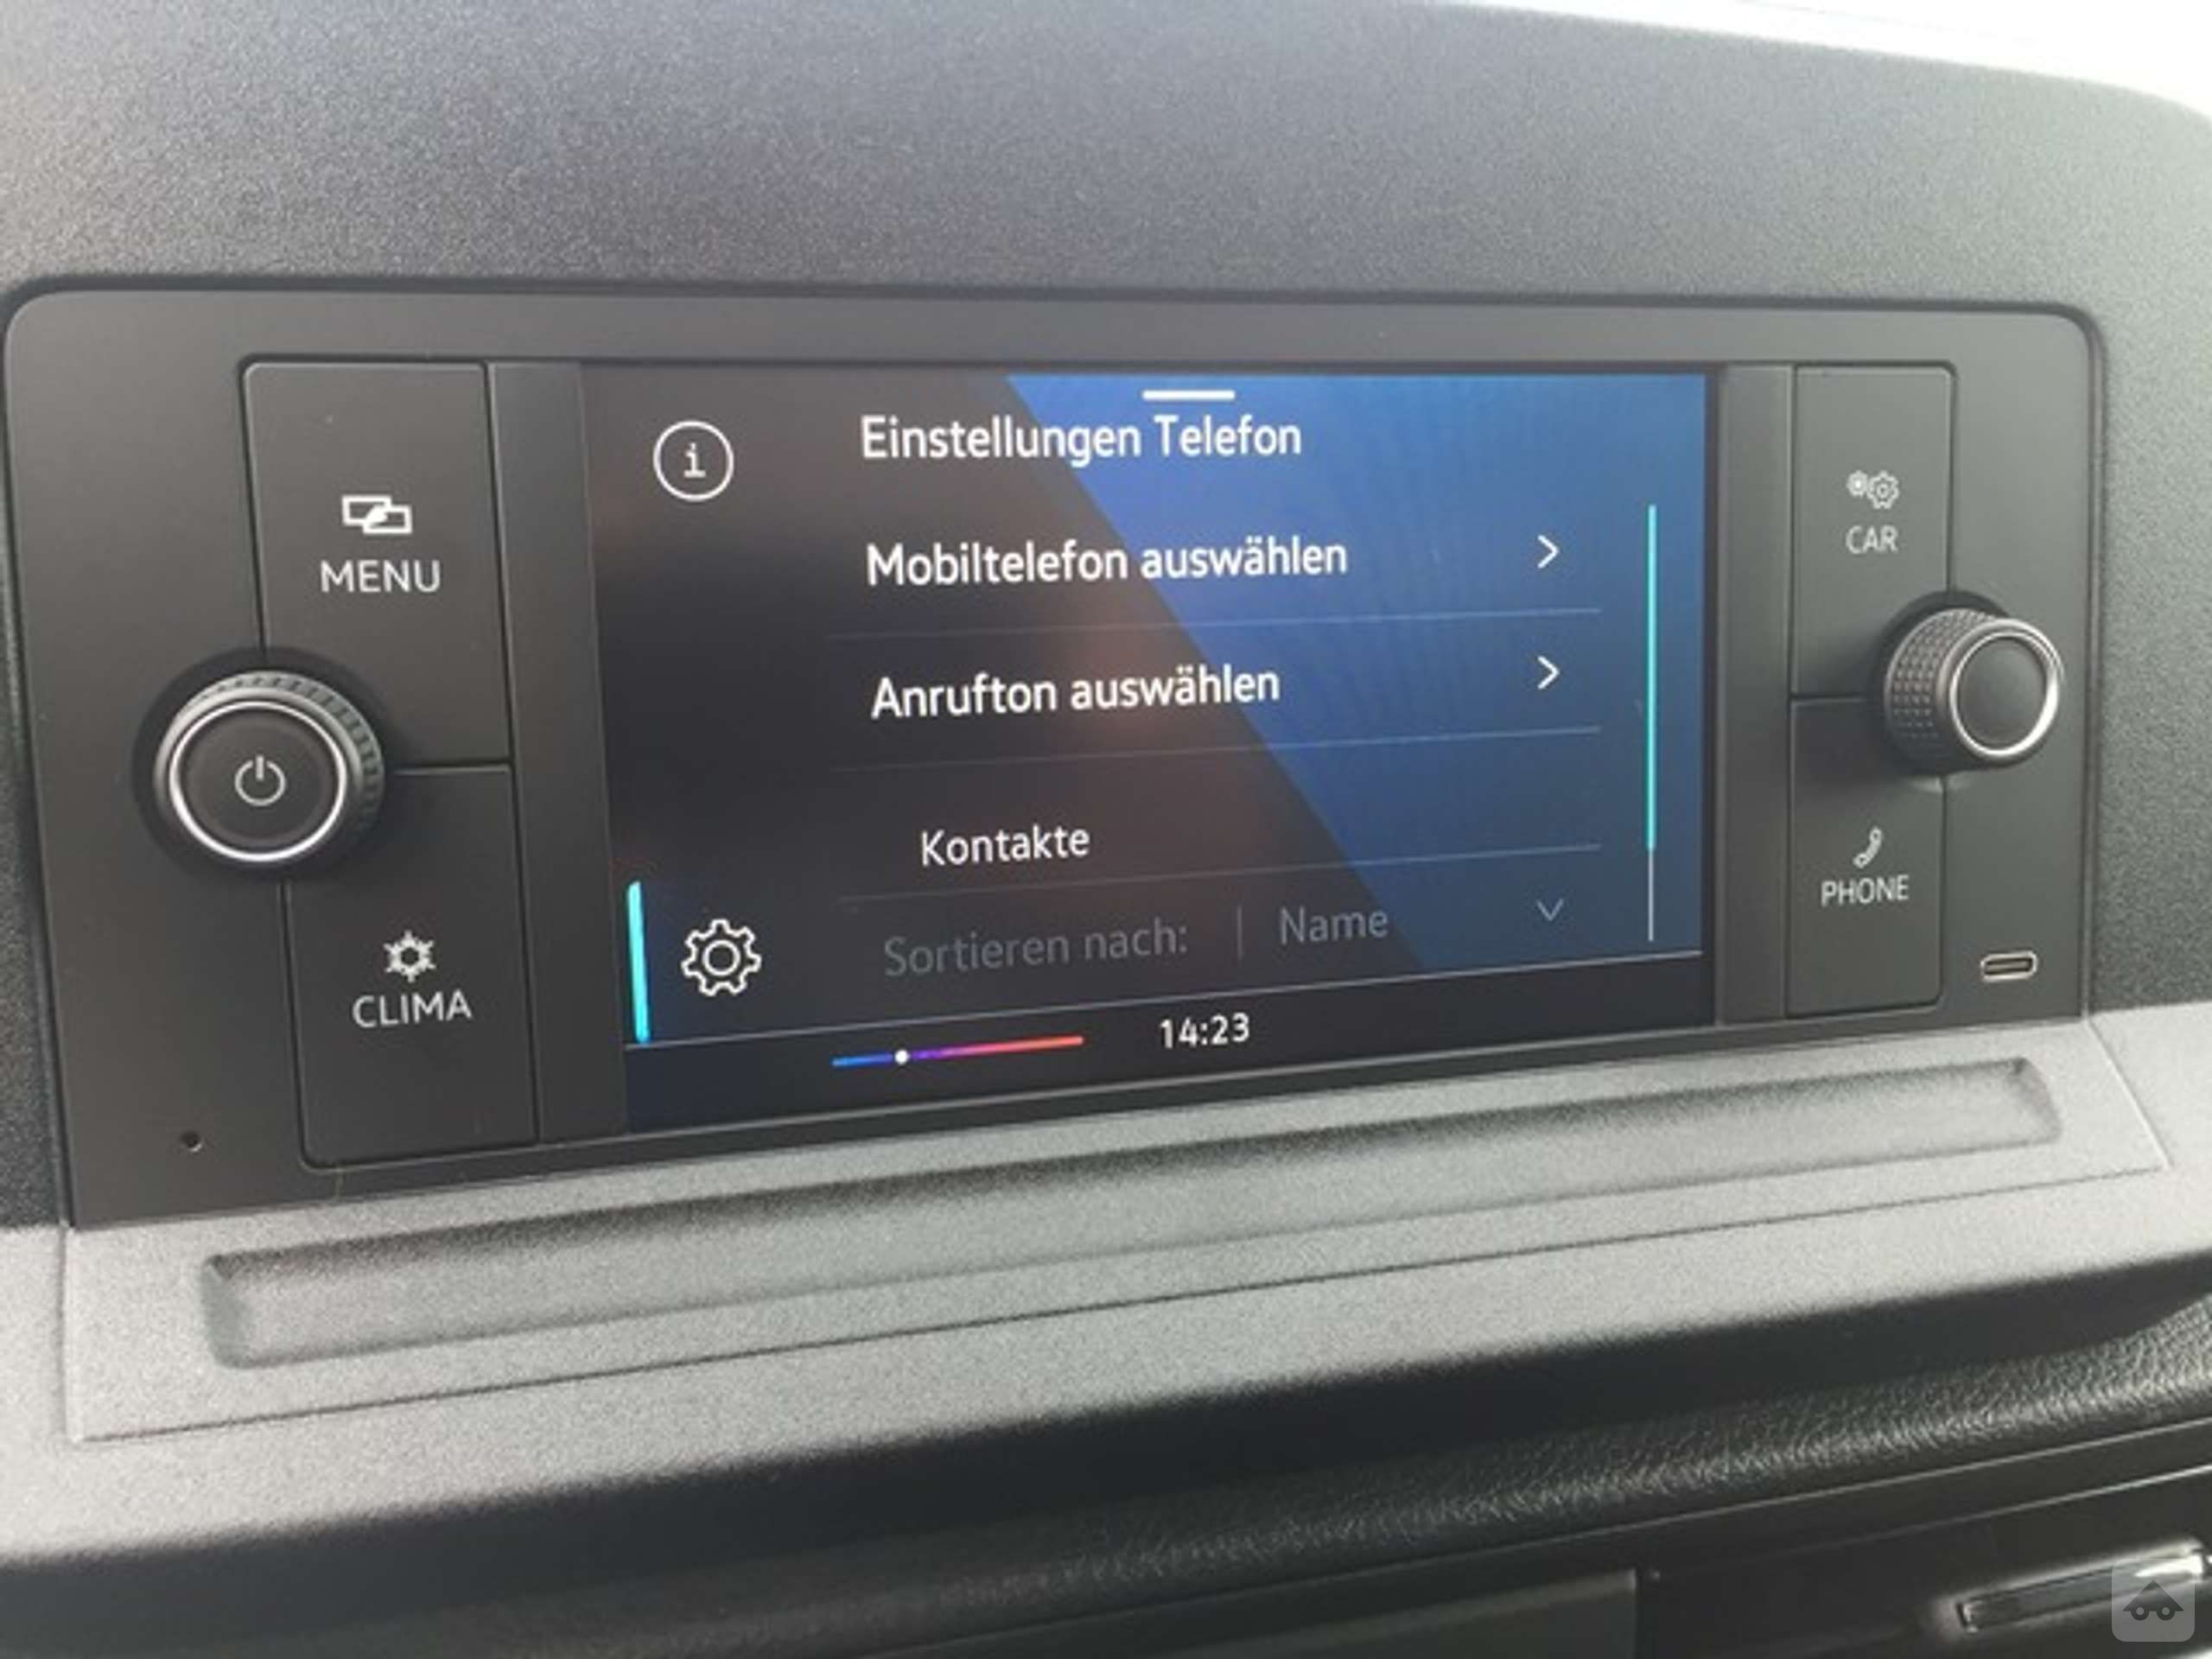 MENU
CLIMA
Einstellungen Telefon
Mobiltelefon auswählen
Anrufton auswählen
Kontakte
Sortieren nach: Name
14:23
CAR
PHONE